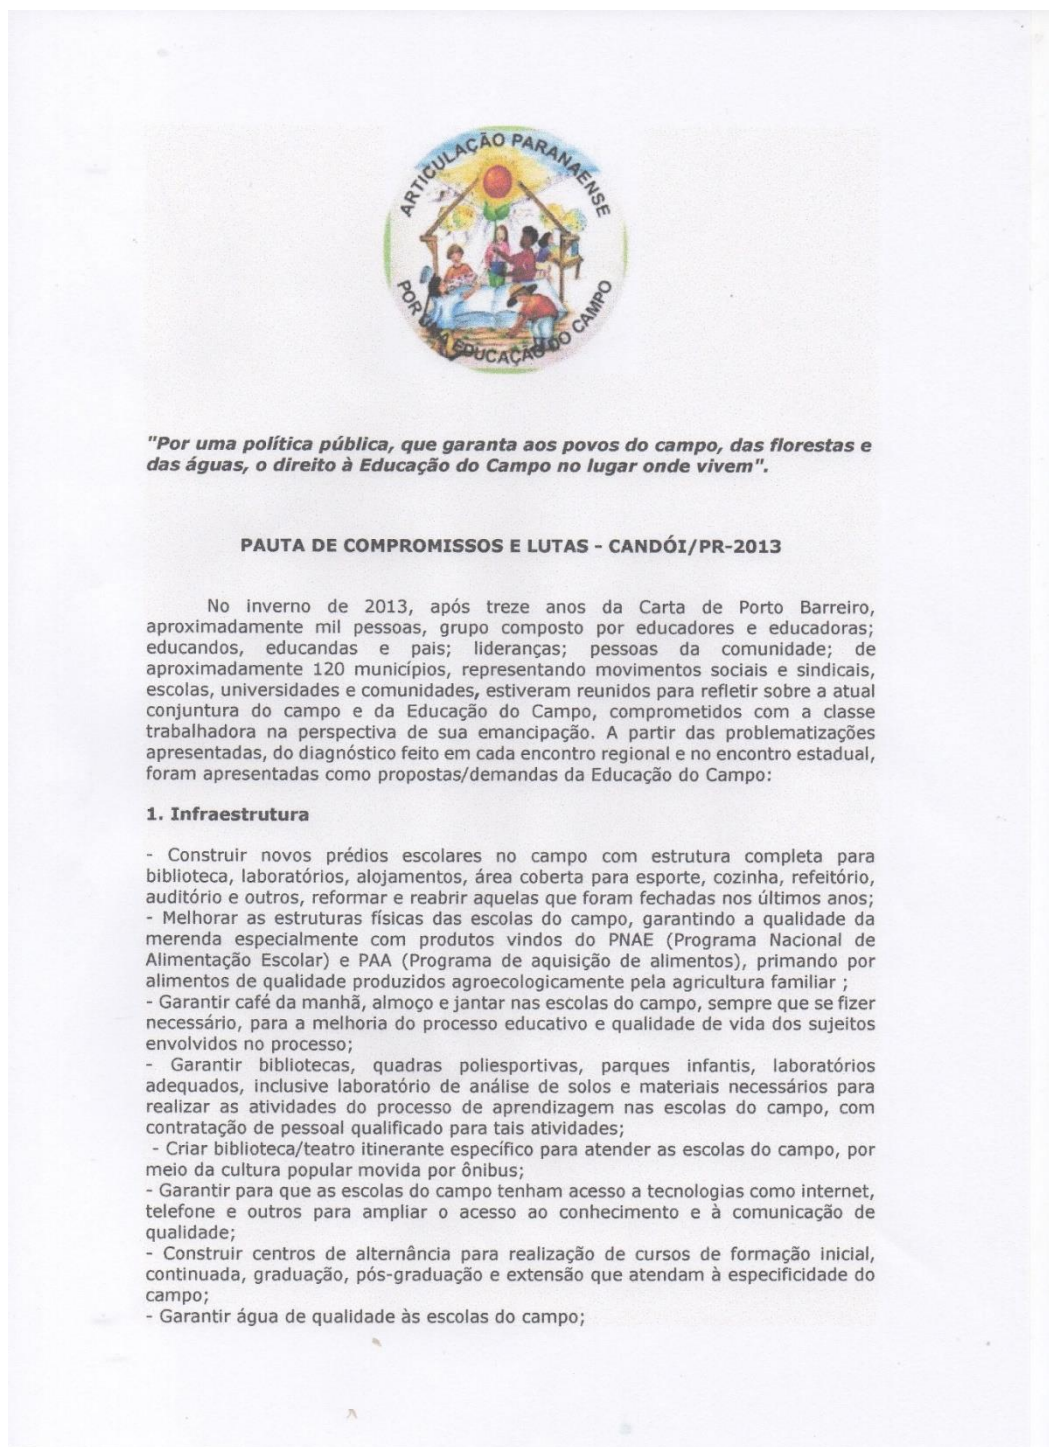 ARTICULAÇÃO PARANAENSE
POR UMA EDUCAÇÃO DO CAMPO
"Por uma política pública, que garanta aos povos do campo, das florestas e
das águas, o direito à Educação do Campo no lugar onde vivem".
PAUTA DE COMPROMISSOS E LUTAS - CANDÓI/PR-2013
No inverno de 2013, após treze anos da Carta de Porto Barreiro,
aproximadamente mil pessoas, grupo composto por educadores e educadoras;
educandos, educandas e pais; lideranças; pessoas da comunidade; de
aproximadamente 120 municípios, representando movimentos sociais e sindicais,
escolas, universidades e comunidades, estiveram reunidos para refletir sobre a atual
conjuntura do campo e da Educação do Campo, comprometidos com a classe
trabalhadora na perspectiva de sua emancipação. A partir das problematizações
apresentadas, do diagnóstico feito em cada encontro regional e no encontro estadual,
foram apresentadas como propostas/demandas da Educação do Campo:
1. Infraestrutura
- Construir novos prédios escolares no campo com estrutura completa para
biblioteca, laboratórios, alojamentos, área coberta para esporte, cozinha, refeitório,
auditório e outros, reformar e reabrir aquelas que foram fechadas nos últimos anos;
- Melhorar as estruturas físicas das escolas do campo, garantindo a qualidade da
merenda especialmente com produtos vindos do PNAE (Programa Nacional de
Alimentação Escolar) e PAA (Programa de aquisição de alimentos), primando por
alimentos de qualidade produzidos agroecologicamente pela agricultura familiar ;
- Garantir café da manhã, almoço e jantar nas escolas do campo, sempre que se fizer
necessário, para a melhoria do processo educativo e qualidade de vida dos sujeitos
envolvidos no processo;
- Garantir bibliotecas, quadras poliesportivas, parques infantis, laboratórios
adequados, inclusive laboratório de análise de solos e materiais necessários para
realizar as atividades do processo de aprendizagem nas escolas do campo, com
contratação de pessoal qualificado para tais atividades;
- Criar biblioteca/teatro itinerante específico para atender as escolas do campo, por
meio da cultura popular movida por ônibus;
- Garantir para que as escolas do campo tenham acesso a tecnologias como internet,
telefone e outros para ampliar o acesso ao conhecimento e à comunicação de
qualidade;
- Construir centros de alternância para realização de cursos de formação inicial,
continuada, graduação, pós-graduação e extensão que atendam à especificidade do
campo;
- Garantir água de qualidade às escolas do campo;